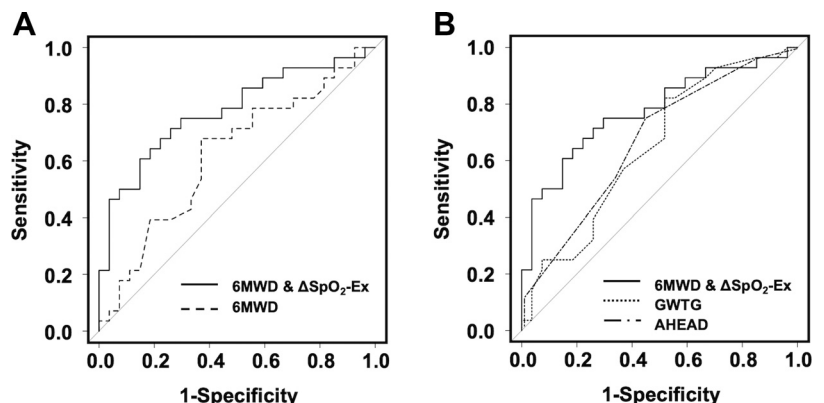 A
B
1.0
0.8
0.6
0.4
0.2
0.0
Sensitivity
6MWD & ΔSpO₂-Ex
6MWD
0.0 0.2 0.4 0.6 0.8 1.0
1-Specificity
1.0
0.8
0.6
0.4
0.2
0.0
Sensitivity
6MWD & ΔSpO₂-Ex
GWTG
AHEAD
0.0 0.2 0.4 0.6 0.8 1.0
1-Specificity